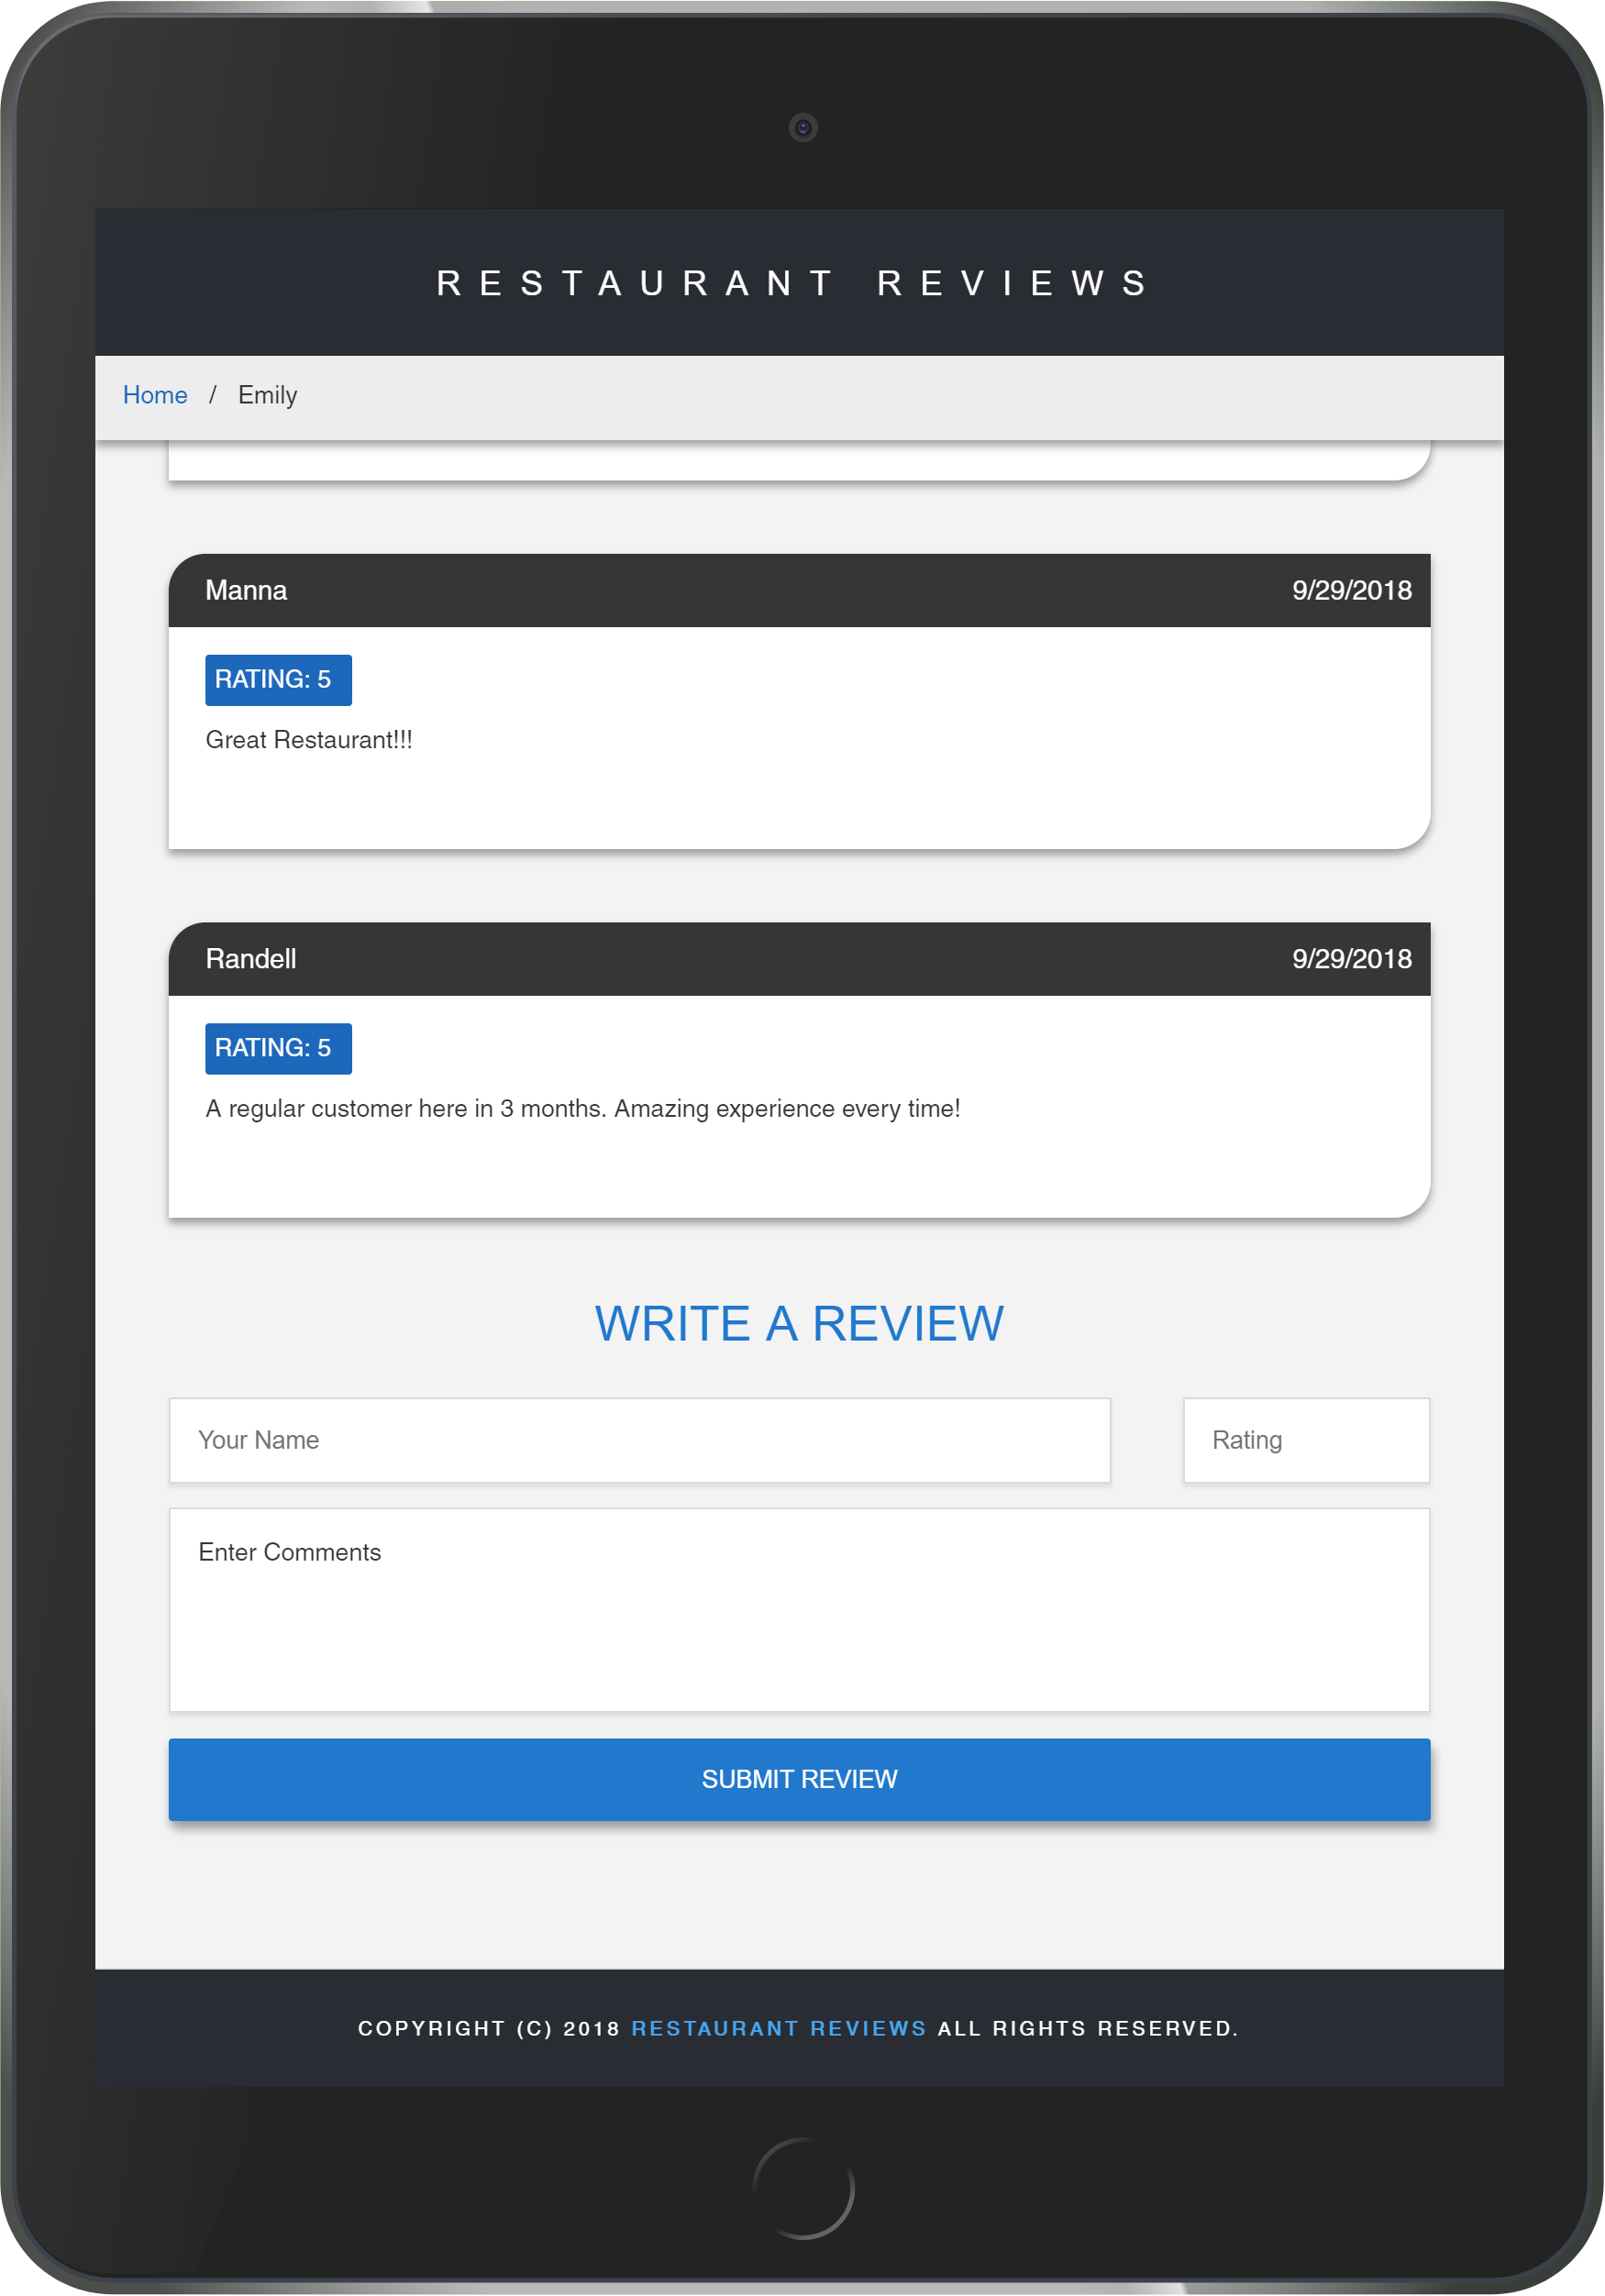 RESTAURANT REVIEWS
Home / Emily
Manna 9/29/2018
RATING: 5
Great Restaurant!!!
Randell 9/29/2018
RATING: 5
A regular customer here in 3 months. Amazing experience every time!
WRITE A REVIEW
Your Name Rating
Enter Comments
SUBMIT REVIEW
COPYRIGHT (C) 2018 RESTAURANT REVIEWS ALL RIGHTS RESERVED.